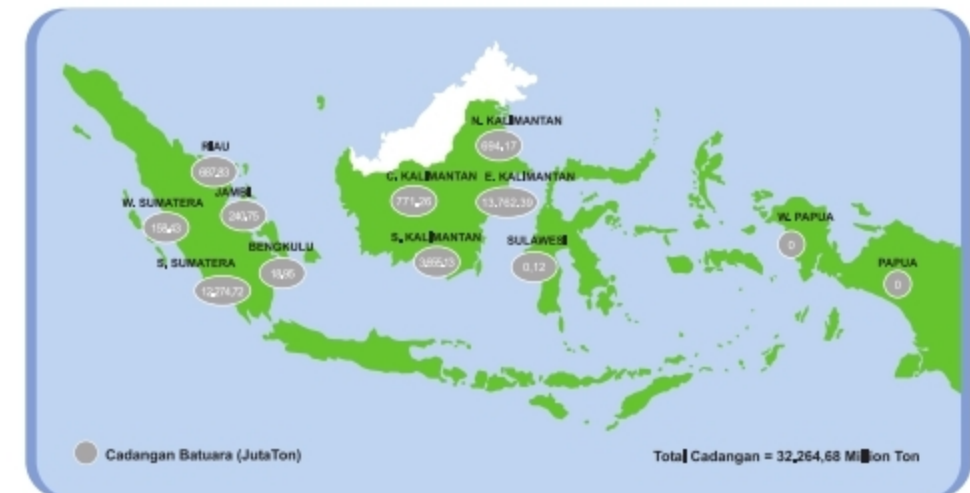 N. KALIMANTAN
694,17
RIAU
667,83
C. KALIMANTAN
E. KALIMANTAN
771,26
13.762,39
JAMBI
240,75
W. SUMATERA
158,43
W. PAPUA
0
S. KALIMANTAN
3,655,13
SULAWESI
0,12
BENGKULU
18,95
S. SUMATERA
12,274,72
PAPUA
0
Cadangan Batuara (JutaTon)
Total Cadangan = 32,264,68 Million Ton